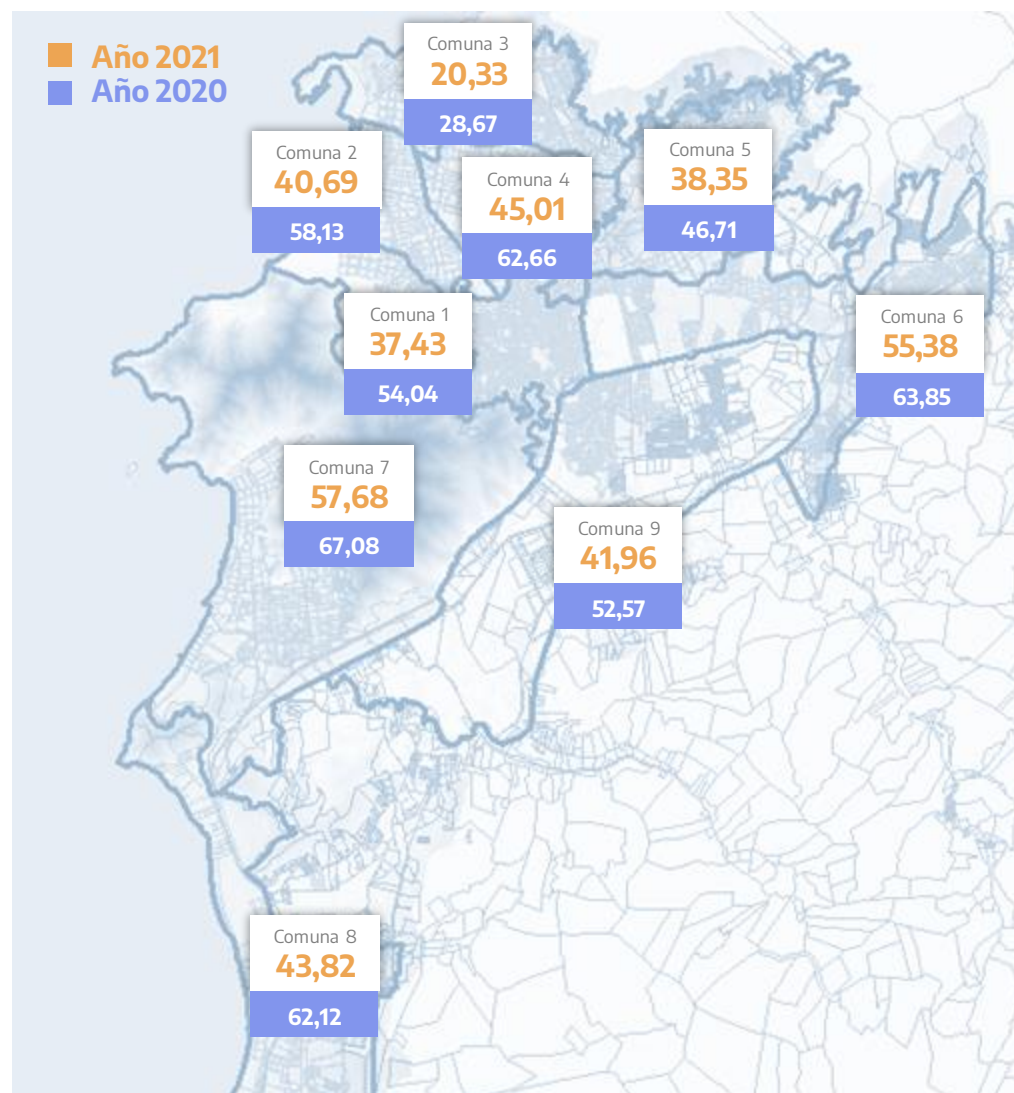 Año 2021
Año 2020
Comuna 3
20,33
28,67
Comuna 2
40,69
58,13
Comuna 4
45,01
62,66
Comuna 5
38,35
46,71
Comuna 1
37,43
54,04
Comuna 6
55,38
63,85
Comuna 7
57,68
67,08
Comuna 9
41,96
52,57
Comuna 8
43,82
62,12